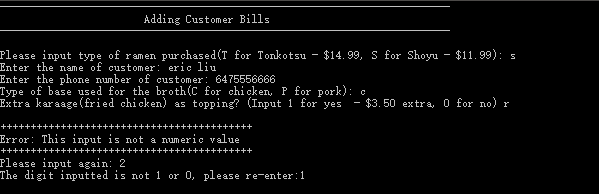 Adding Customer Bills
Please input type of ramen purchased(T for Tonkotsu - $14.99, S for Shoyu - $11.99): s
Enter the name of customer: eric liu
Enter the phone number of customer: 6475556666
Type of base used for the broth(C for chicken, P for pork): c
Extra karaage(fried chicken) as topping? (Input 1 for yes  - $3.50 extra, 0 for no) r
++++++++++++++++++++++++++++++++++++++++++
Error: This input is not a numeric value
++++++++++++++++++++++++++++++++++++++++++
Please input again: 2
The digit inputted is not 1 or 0, please re-enter:1